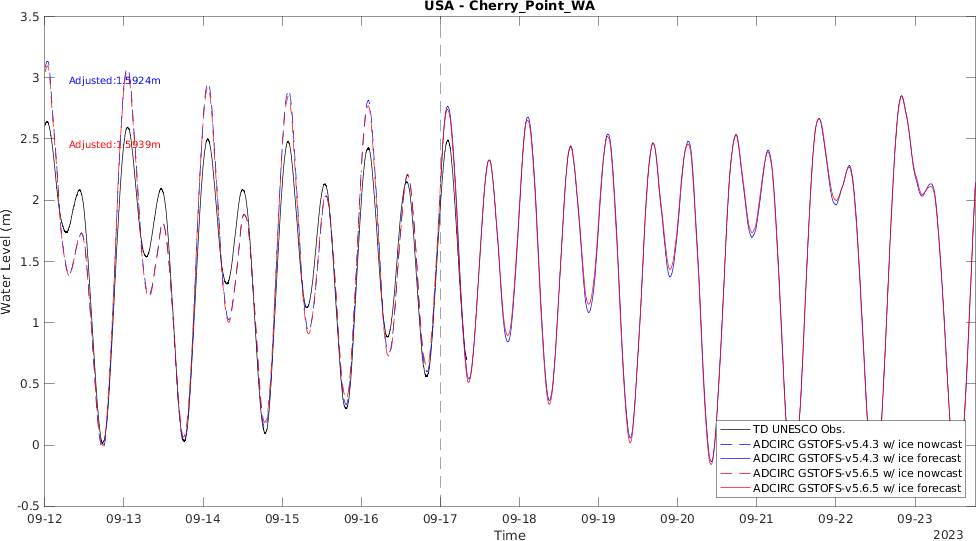 USA - Cherry_Point_WA
3.5
3
2.5
2
1.5
1
0.5
0
-0.5
Water Level (m)
Adjusted:1.5924m
Adjusted:1.5939m
TD UNESCO Obs.
ADCIRC GSTOFS-v5.4.3 w/ ice nowcast
ADCIRC GSTOFS-v5.4.3 w/ ice forecast
ADCIRC GSTOFS-v5.6.5 w/ ice nowcast
ADCIRC GSTOFS-v5.6.5 w/ ice forecast
09-12 09-13 09-14 09-15 09-16 09-17 09-18 09-19 09-20 09-21 09-22 09-23
Time
2023